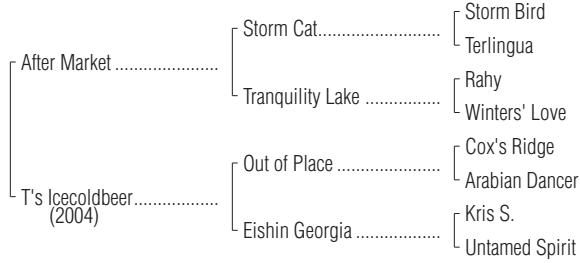 Storm Bird
Storm Cat..............................
Terlingua
After Market .........................
Rahy
Tranquility Lake ..................
Winters' Love
Cox's Ridge
Out of Place .........................
Arabian Dancer
T's Icecoldbeer.....................
(2004)
Kris S.
Eishin Georgia ....................
Untamed Spirit